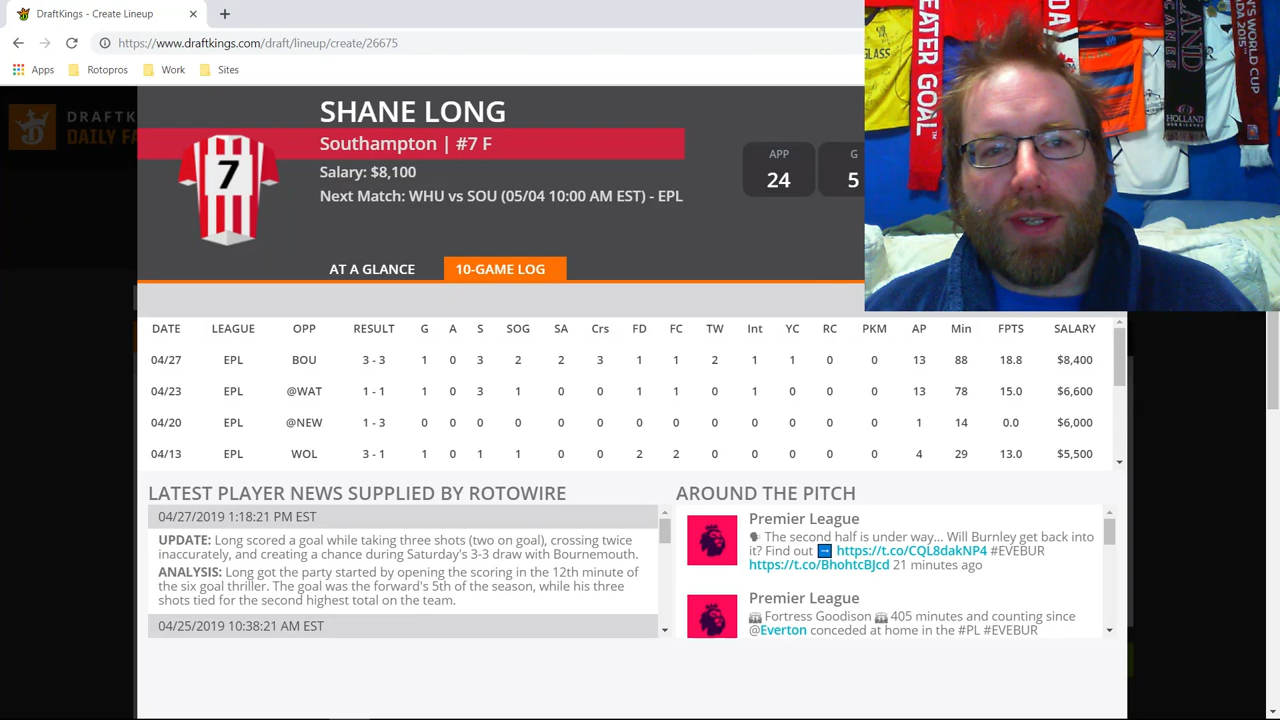 DraftKings - Create Lineup
https://www.draftkings.com/draft/lineup/create/26675
Apps Rotopros Work Sites
DRAFTK
DAILY FA
SHANE LONG
Southampton | #7 F
7
Salary: $8,100
Next Match: WHU vs SOU (05/04 10:00 AM EST) - EPL
APP G
24 5
AT A GLANCE 10-GAME LOG
DATE LEAGUE OPP RESULT G A S SOG SA Crs FD FC TW Int YC RC PKM AP Min FPTS SALARY
04/27 EPL BOU 3 - 3 1 0 3 2 2 3 1 1 2 1 1 0 0 13 88 18.8 $8,400
04/23 EPL @WAT 1 - 1 1 0 3 1 0 0 1 1 0 1 0 0 0 13 78 15.0 $6,600
04/20 EPL @NEW 1 - 3 0 0 0 0 0 0 0 0 0 0 0 0 0 1 14 0.0 $6,000
04/13 EPL WOL 3 - 1 1 0 1 1 0 0 2 2 0 0 0 0 0 4 29 13.0 $5,500
LATEST PLAYER NEWS SUPPLIED BY ROTOWIRE
04/27/2019 1:18:21 PM EST
UPDATE: Long scored a goal while taking three shots (two on goal), crossing twice
inaccurately, and creating a chance during Saturday's 3-3 draw with Bournemouth.
ANALYSIS: Long got the party started by opening the scoring in the 12th minute of
the six goal thriller. The goal was the forward's 5th of the season, while his three
shots tied for the second highest total on the team.
04/25/2019 10:38:21 AM EST
AROUND THE PITCH
Premier League
🗣 The second half is under way... Will Burnley get back into
it? Find out ➡ https://t.co/CQL8dakNP4 #EVEBUR
https://t.co/BhohtcBJcd 21 minutes ago
Premier League
🏟 Fortress Goodison 🏟 405 minutes and counting since
@Everton conceded at home in the #PL #EVEBUR
GLASS
EATER GOAL
DA
LAND
HOLLAND
CANES
N'S WORLD CUP
ADA 2015